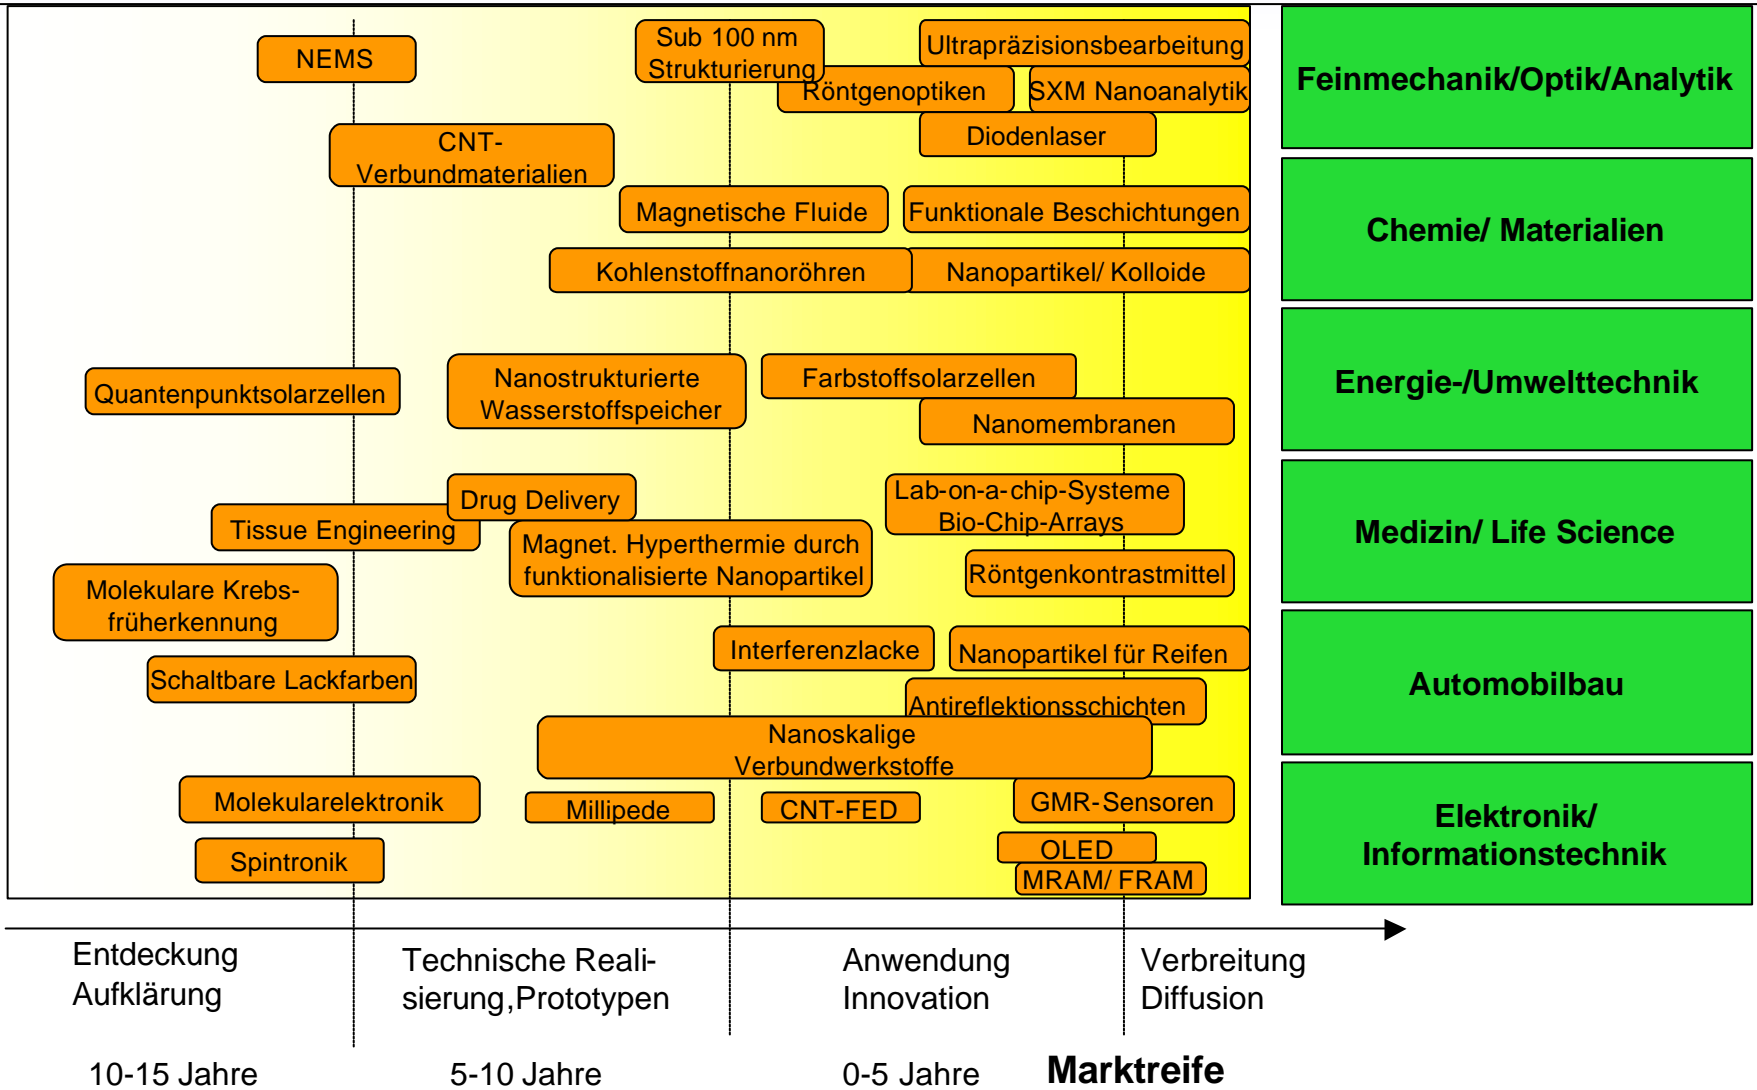 NEMS
Sub 100 nm
Strukturierung
Ultrapräzisionsbearbeitung
Röntgenoptiken
SXM Nanoanalytik
Diodenlaser
Feinmechanik/Optik/Analytik
CNT-
Verbundmaterialien
Magnetische Fluide
Funktionale Beschichtungen
Kohlenstoffnanoröhren
Nanopartikel/ Kolloide
Chemie/ Materialien
Quantenpunktsolarzellen
Nanostrukturierte
Wasserstoffspeicher
Farbstoffsolarzellen
Nanomembranen
Energie-/Umwelttechnik
Drug Delivery
Tissue Engineering
Magnet. Hyperthermie durch
funktionalisierte Nanopartikel
Lab-on-a-chip-Systeme
Bio-Chip-Arrays
Röntgenkontrastmittel
Molekulare Krebs-
früherkennung
Medizin/ Life Science
Interferenzlacke
Nanopartikel für Reifen
Schaltbare Lackfarben
Antireflektionsschichten
Nanoskalige
Verbundwerkstoffe
Automobilbau
Molekularelektronik
Millipede
CNT-FED
GMR-Sensoren
Spintronik
OLED
MRAM/ FRAM
Elektronik/
Informationstechnik
Entdeckung
Aufklärung
Technische Reali-
sierung,Prototypen
Anwendung
Innovation
Verbreitung
Diffusion
10-15 Jahre
5-10 Jahre
0-5 Jahre
Marktreife